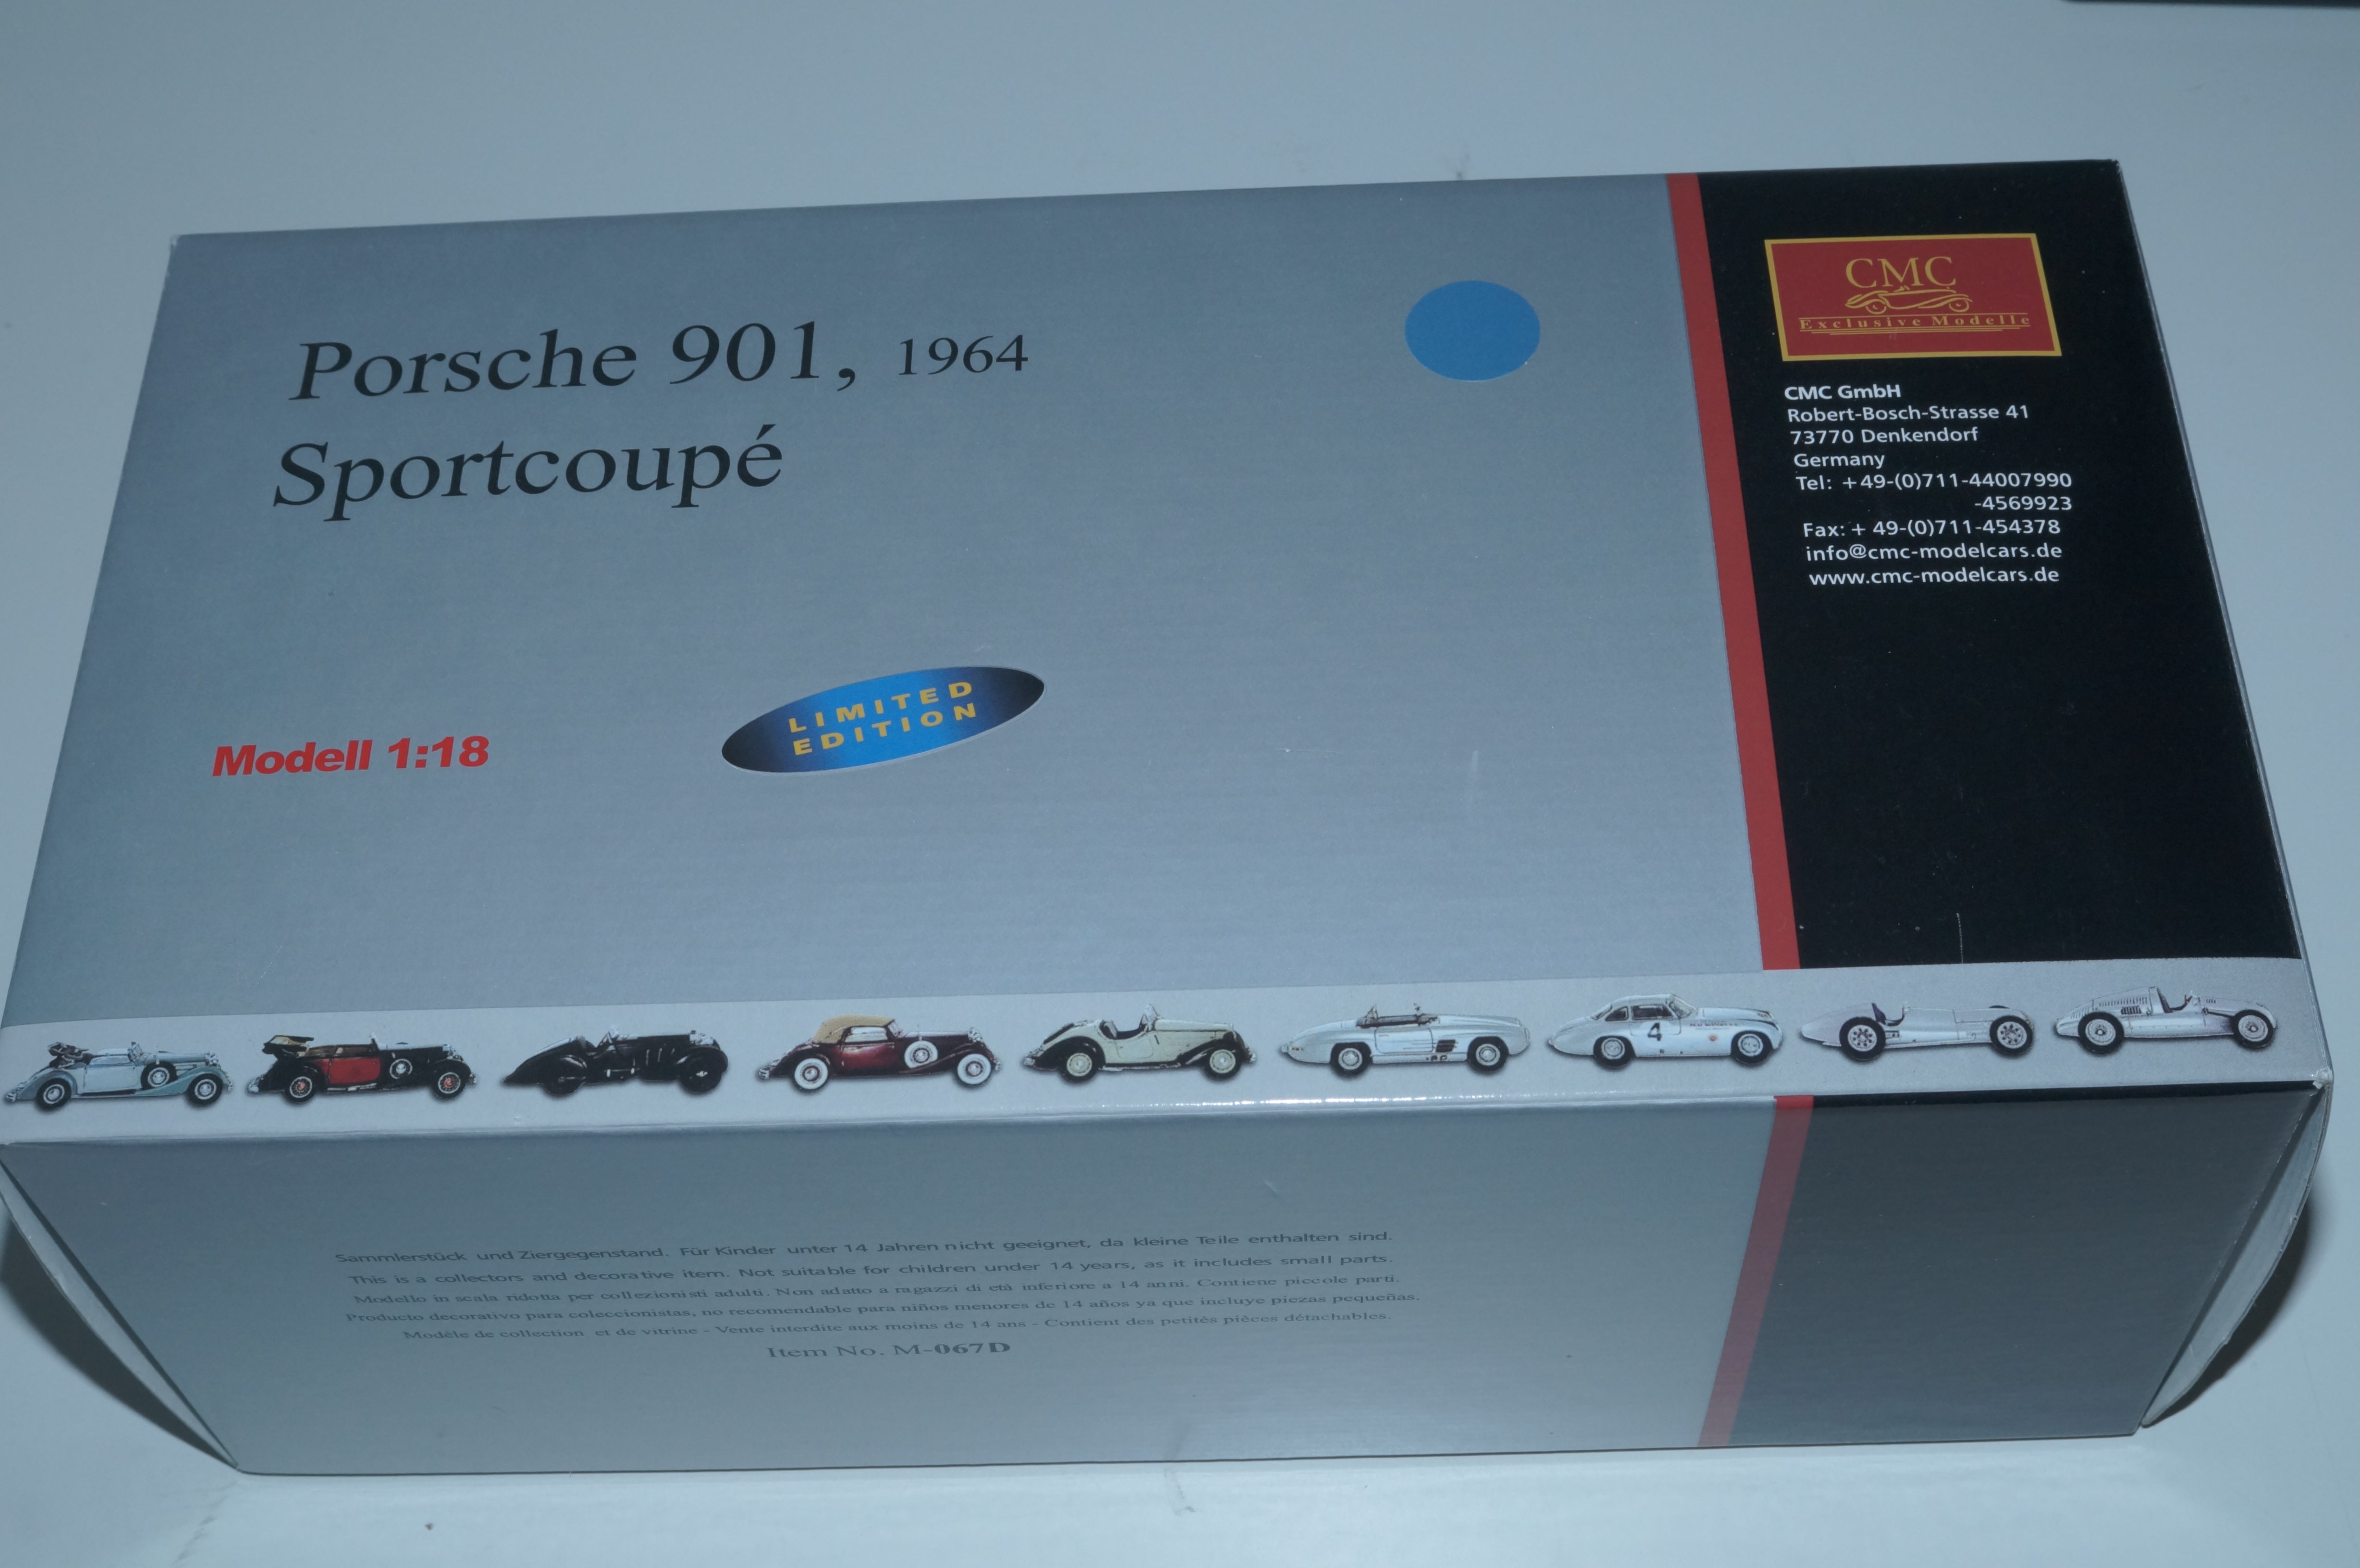 Porsche 901, 1964
Sportcoupé
Modell 1:18
LIMITED
EDITION
CMC
Exclusive Modelle
CMC GmbH
Robert-Bosch-Strasse 41
73770 Denkendorf
Germany
Tel: +49-(0)711-44007990
-4569923
Fax: + 49-(0)711-454378
info@cmc-modelcars.de
www.cmc-modelcars.de
4
Sammlerstück und Ziergegenstand. Für Kinder unter 14 Jahren nicht geeignet, da kleine Teile enthalten sind.
This is a collectors and decorative item. Not suitable for children under 14 years, as it includes small parts.
Modello in scala ridotta per collezionisti adulti. Non adatto a ragazzi di età inferiore a 14 anni. Contiene piccole parti.
Producto decorativo para coleccionistas, no recomendable para niños menores de 14 años ya que incluye piezas pequeñas.
Modèle de collection et de vitrine - Vente interdite aux moins de 14 ans - Contient des petites pièces détachables.
Item No. M-067D